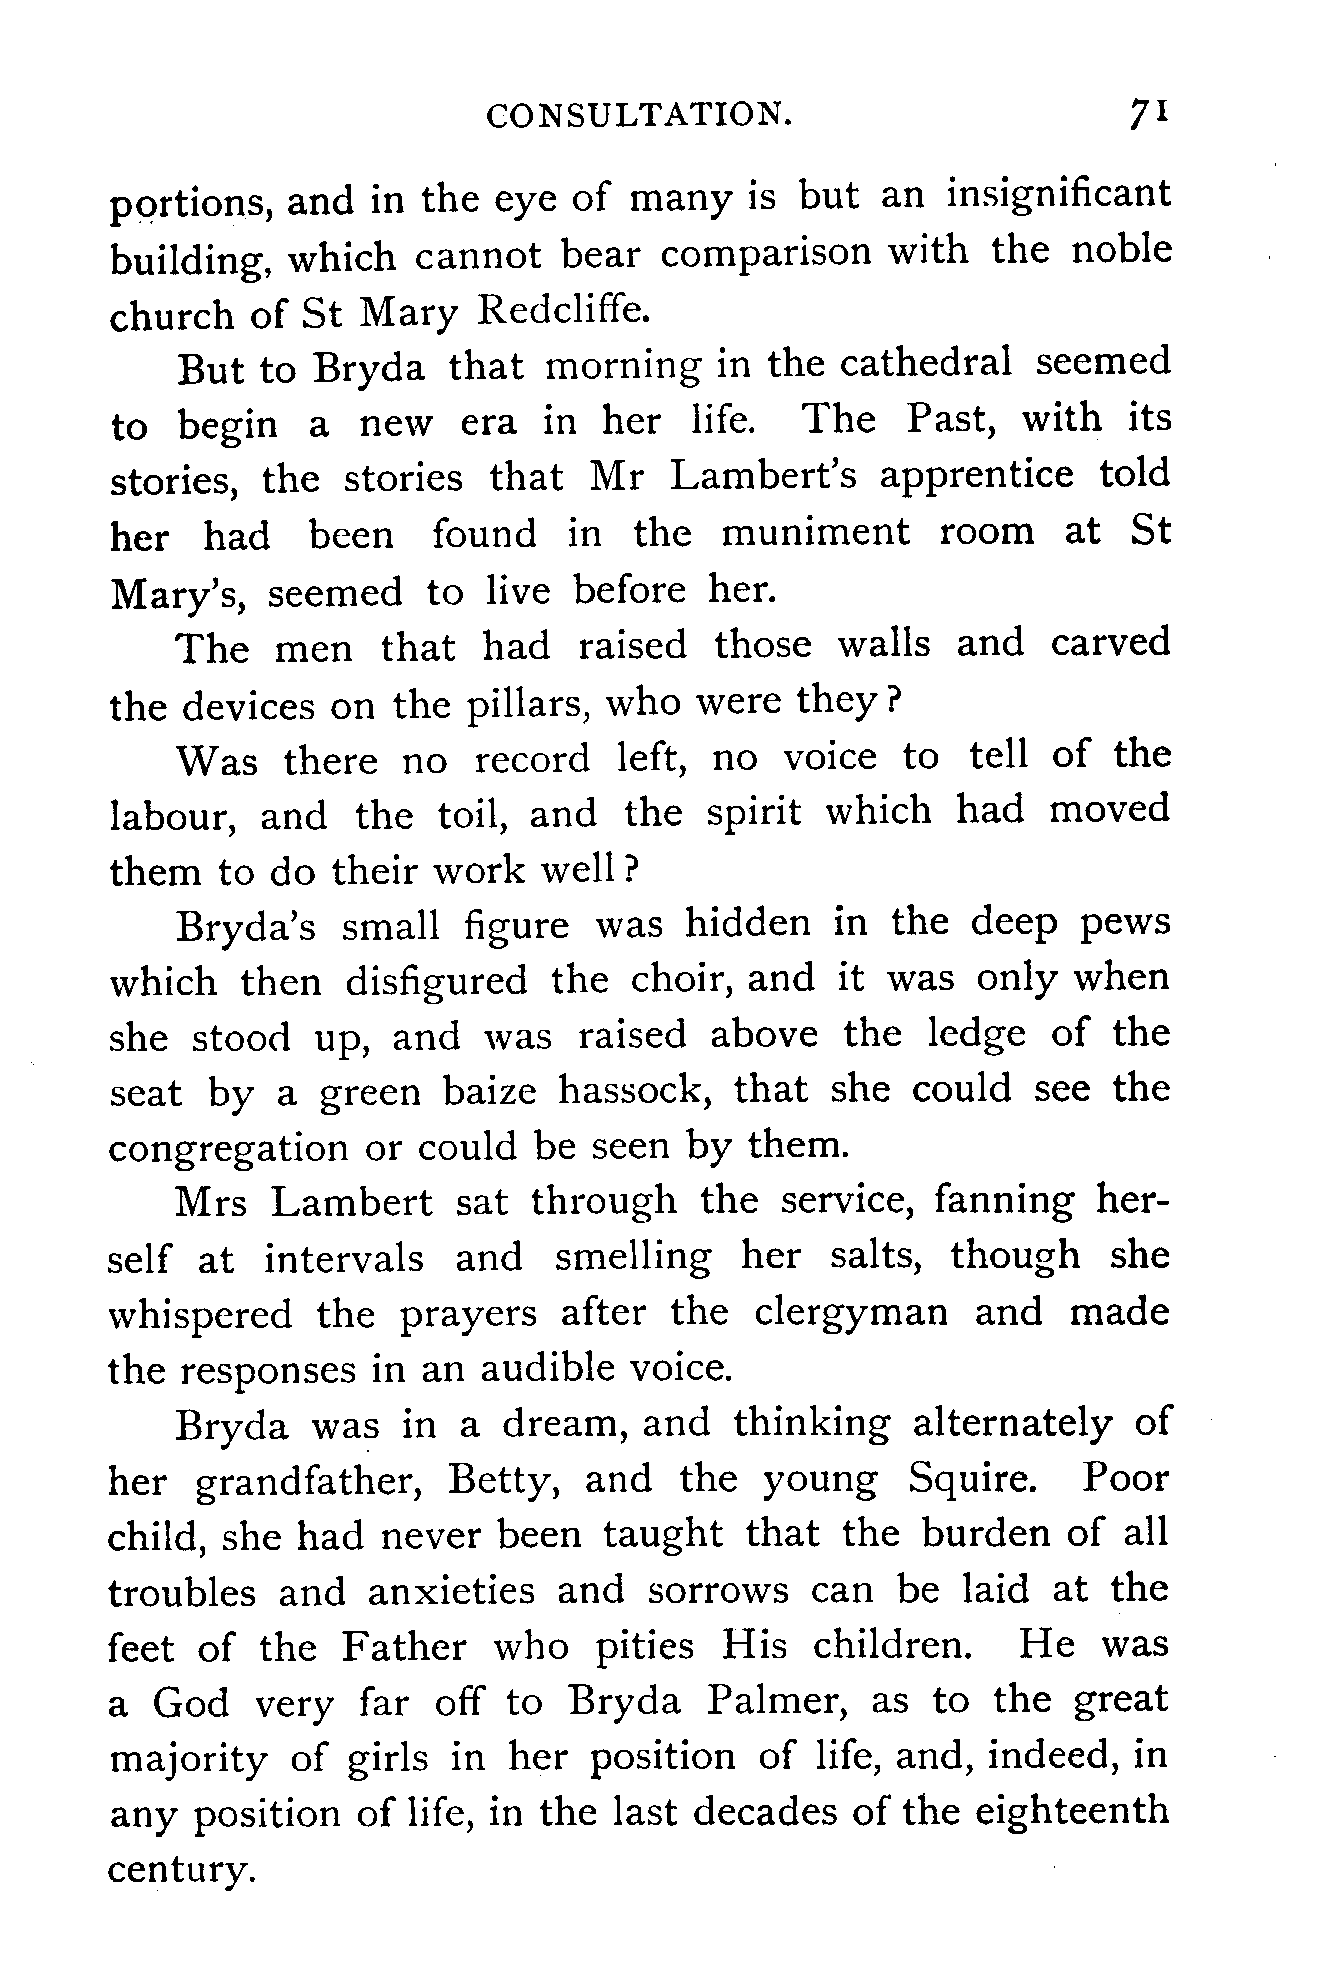 CONSULTATION. 71
portions, and in the eye of many is but an insignificant
building, which cannot bear comparison with the noble
church of St Mary Redcliffe.
But to Bryda that morning in the cathedral seemed
to begin a new era in her life. The Past, with its
stories, the stories that Mr Lambert's apprentice told
her had been found in the muniment room at St
Mary's, seemed to live before her.
The men that had raised those walls and carved
the devices on the pillars, who were they?
Was there no record left, no voice to tell of the
labour, and the toil, and the spirit which had moved
them to do their work well?
Bryda's small figure was hidden in the deep pews
which then disfigured the choir, and it was only when
she stood up, and was raised above the ledge of the
seat by a green baize hassock, that she could see the
congregation or could be seen by them.
Mrs Lambert sat through the service, fanning her-
self at intervals and smelling her salts, though she
whispered the prayers after the clergyman and made
the responses in an audible voice.
Bryda was in a dream, and thinking alternately of
her grandfather, Betty, and the young Squire. Poor
child, she had never been taught that the burden of all
troubles and anxieties and sorrows can be laid at the
feet of the Father who pities His children. He was
a God very far off to Bryda Palmer, as to the great
majority of girls in her position of life, and, indeed, in
any position of life, in the last decades of the eighteenth
century.